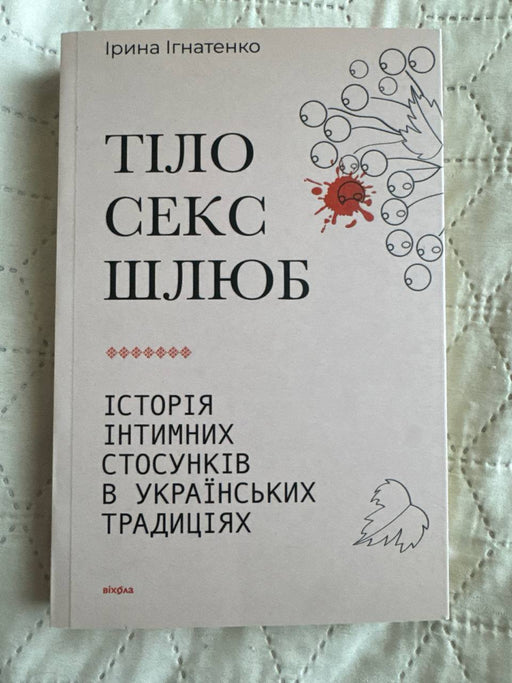 Ірина Ігнатенко
ТІЛО
СЕКС
ШЛЮБ
ІСТОРІЯ
ІНТИМНИХ
СТОСУНКІВ
В УКРАЇНСЬКИХ
ТРАДИЦІЯХ
віхола